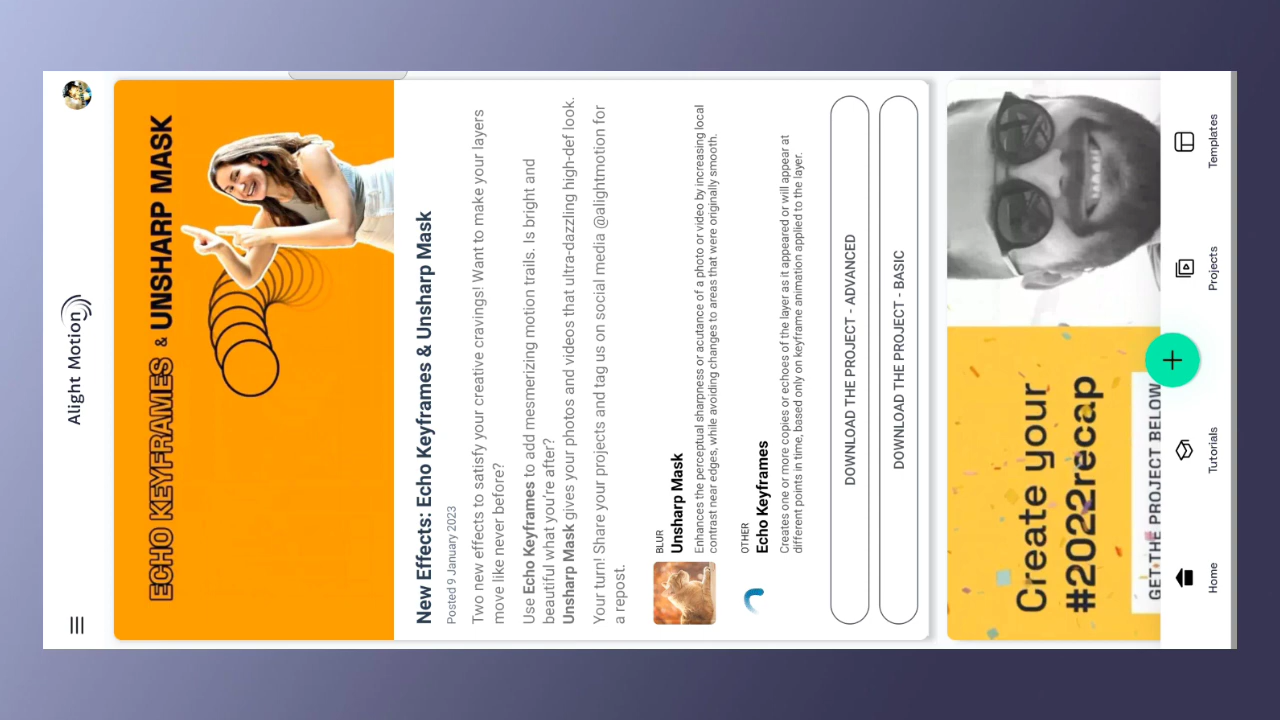 Alight Motion
ECHO KEYFRAMES & UNSHARP MASK
New Effects: Echo Keyframes & Unsharp Mask
Posted 9 January 2023
Two new effects to satisfy your creative cravings! Want to make your layers
move like never before?
Use Echo Keyframes to add mesmerizing motion trails. Is bright and
beautiful what you're after?
Unsharp Mask gives your photos and videos that ultra-dazzling high-def look.
Your turn! Share your projects and tag us on social media @alightmotion for
a repost.
BLUR
Unsharp Mask
Enhances the perceptual sharpness or acutance of a photo or video by increasing local
contrast near edges, while avoiding changes to areas that were originally smooth.
OTHER
Echo Keyframes
Creates one or more copies or echoes of the layer as it appeared or will appear at
different points in time, based only on keyframe animation applied to the layer.
DOWNLOAD THE PROJECT - ADVANCED
DOWNLOAD THE PROJECT - BASIC
Create your
#2022recap
GET THE PROJECT BELOW
Home
Tutorials
Projects
Templates